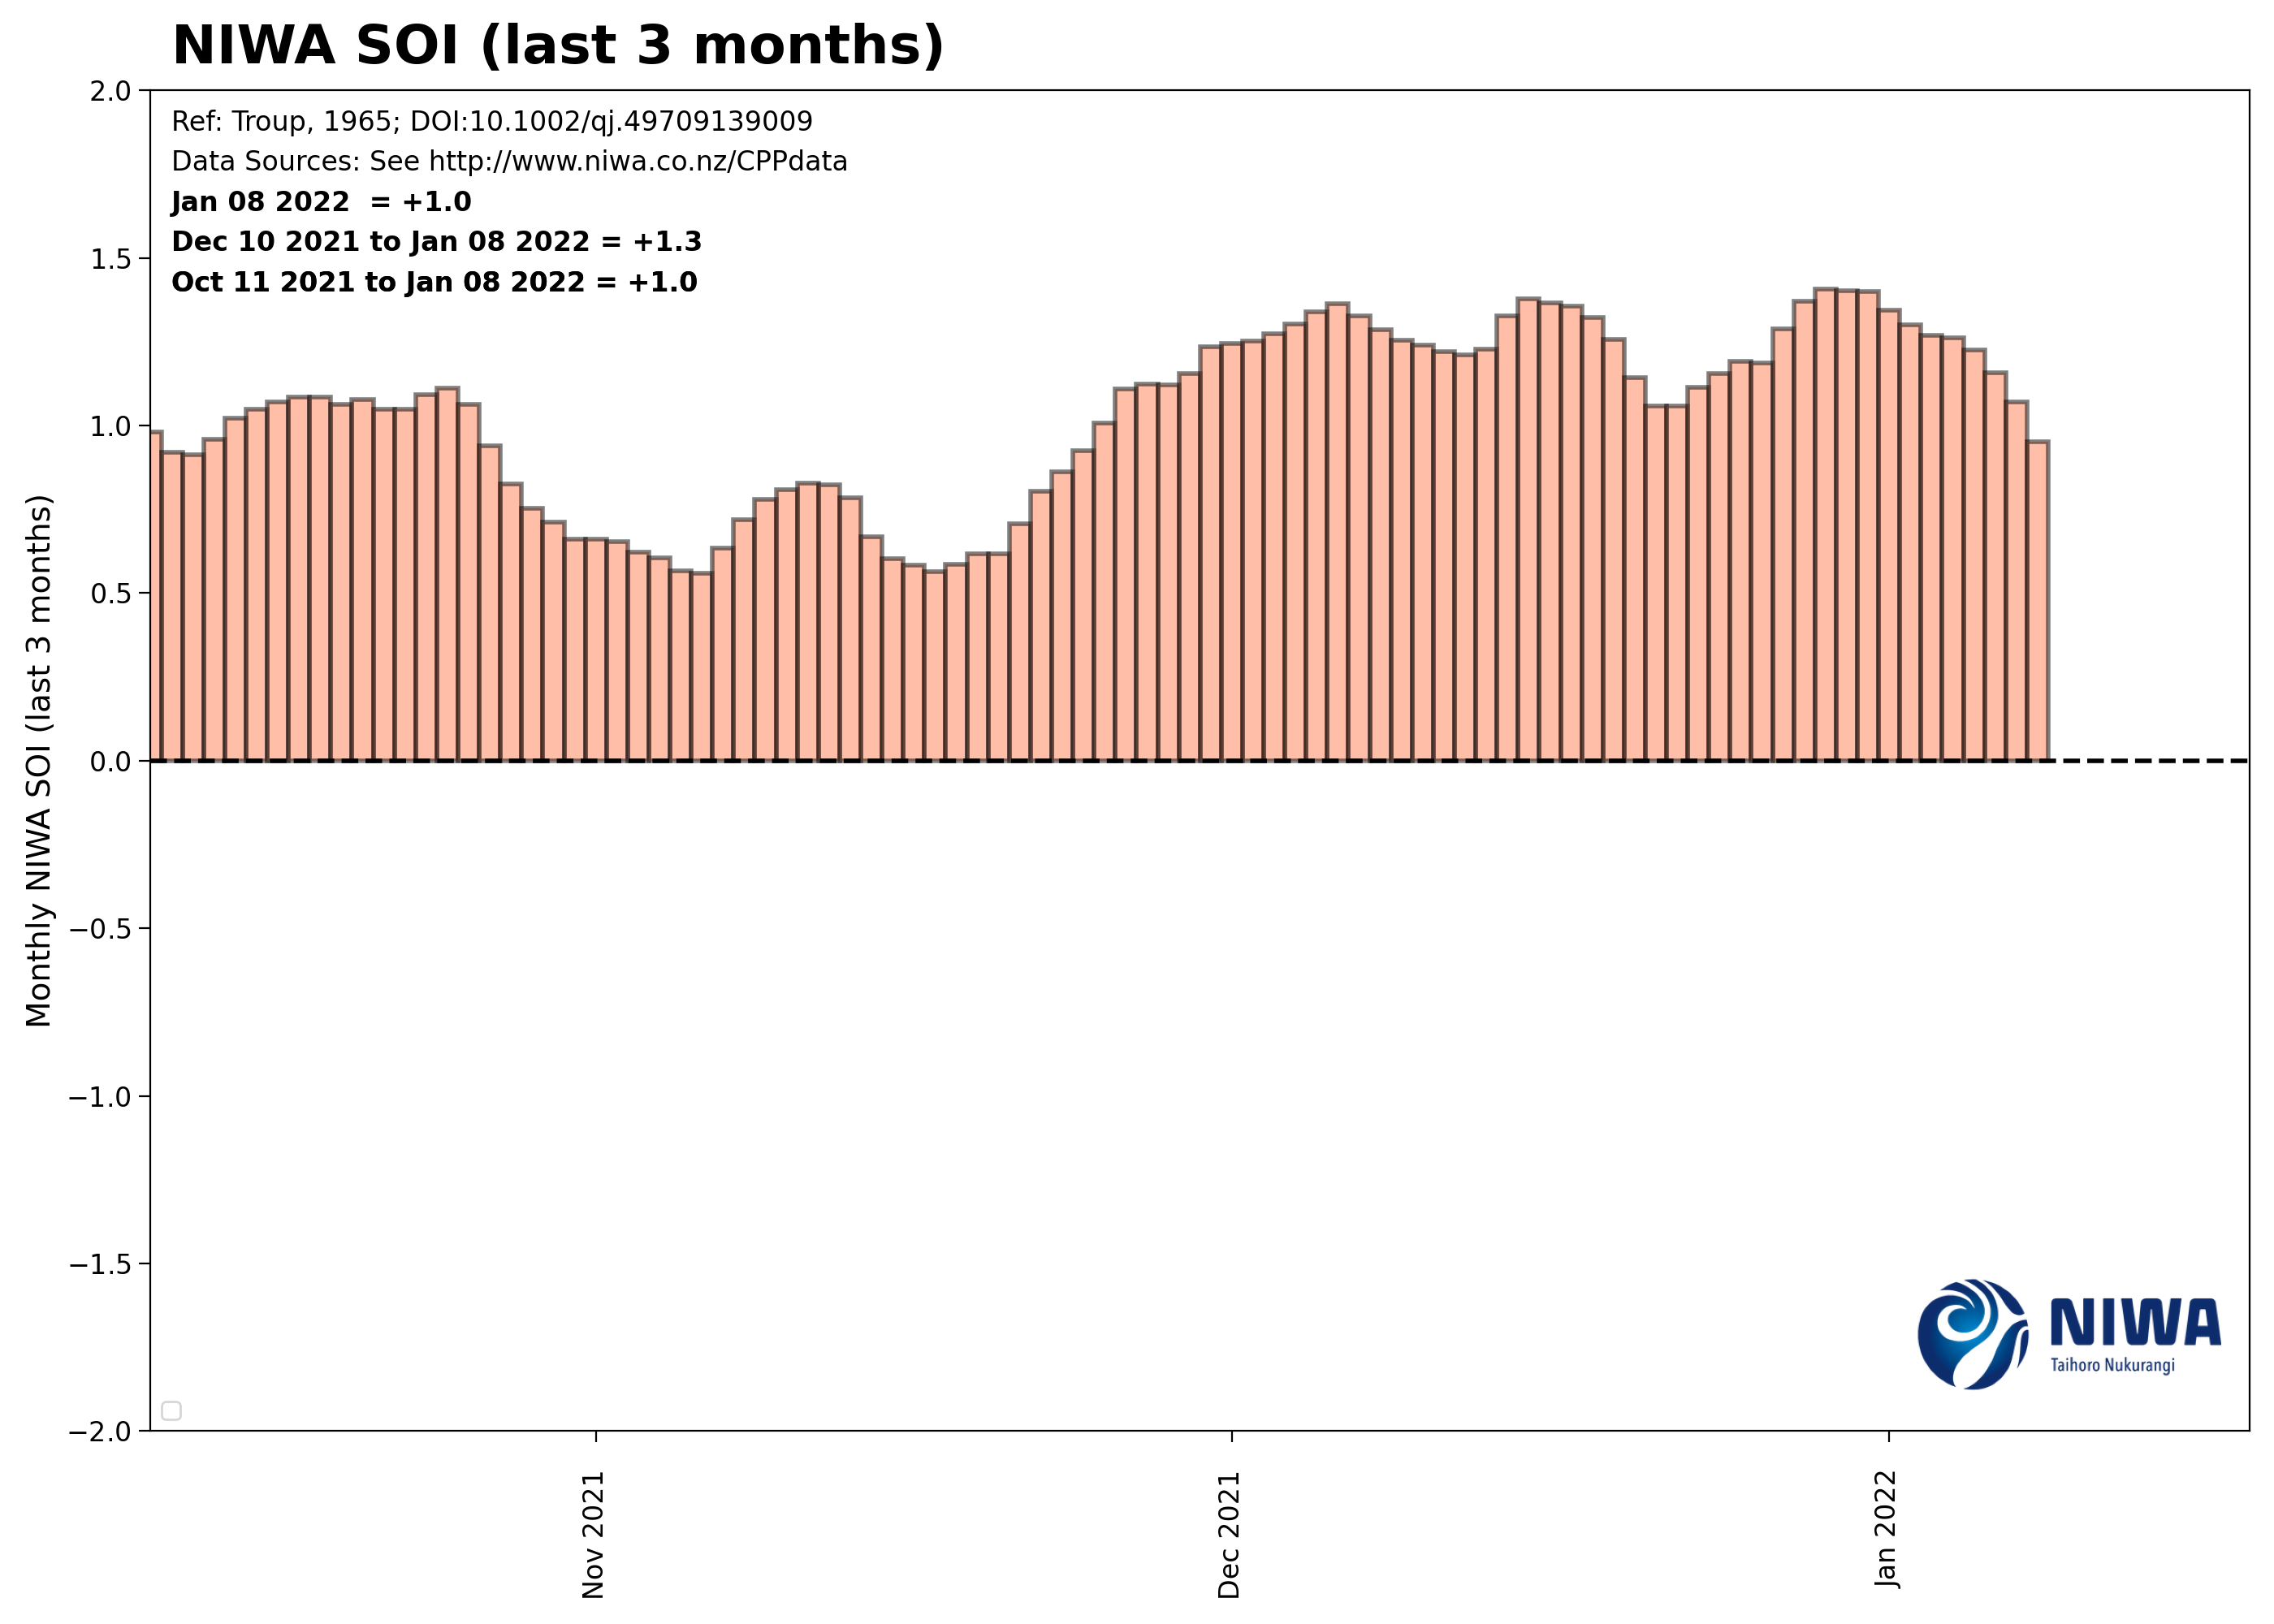 NIWA SOI (last 3 months)
Ref: Troup, 1965; DOI:10.1002/qj.49709139009
Data Sources: See http://www.niwa.co.nz/CPPdata
Jan 08 2022  = +1.0
Dec 10 2021 to Jan 08 2022 = +1.3
Oct 11 2021 to Jan 08 2022 = +1.0
Monthly NIWA SOI (last 3 months)
2.0
1.5
1.0
0.5
0.0
−0.5
−1.0
−1.5
−2.0
Nov 2021
Dec 2021
Jan 2022
NIWA
Taihoro Nukurangi